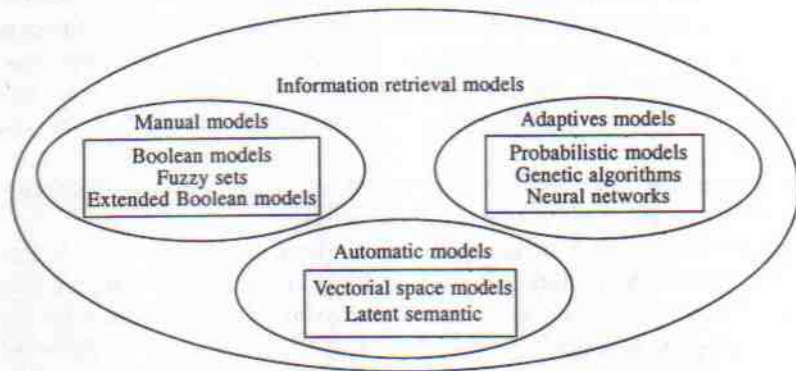 Information retrieval models
Manual models
Boolean models
Fuzzy sets
Extended Boolean models
Adaptives models
Probabilistic models
Genetic algorithms
Neural networks
Automatic models
Vectorial space models
Latent semantic